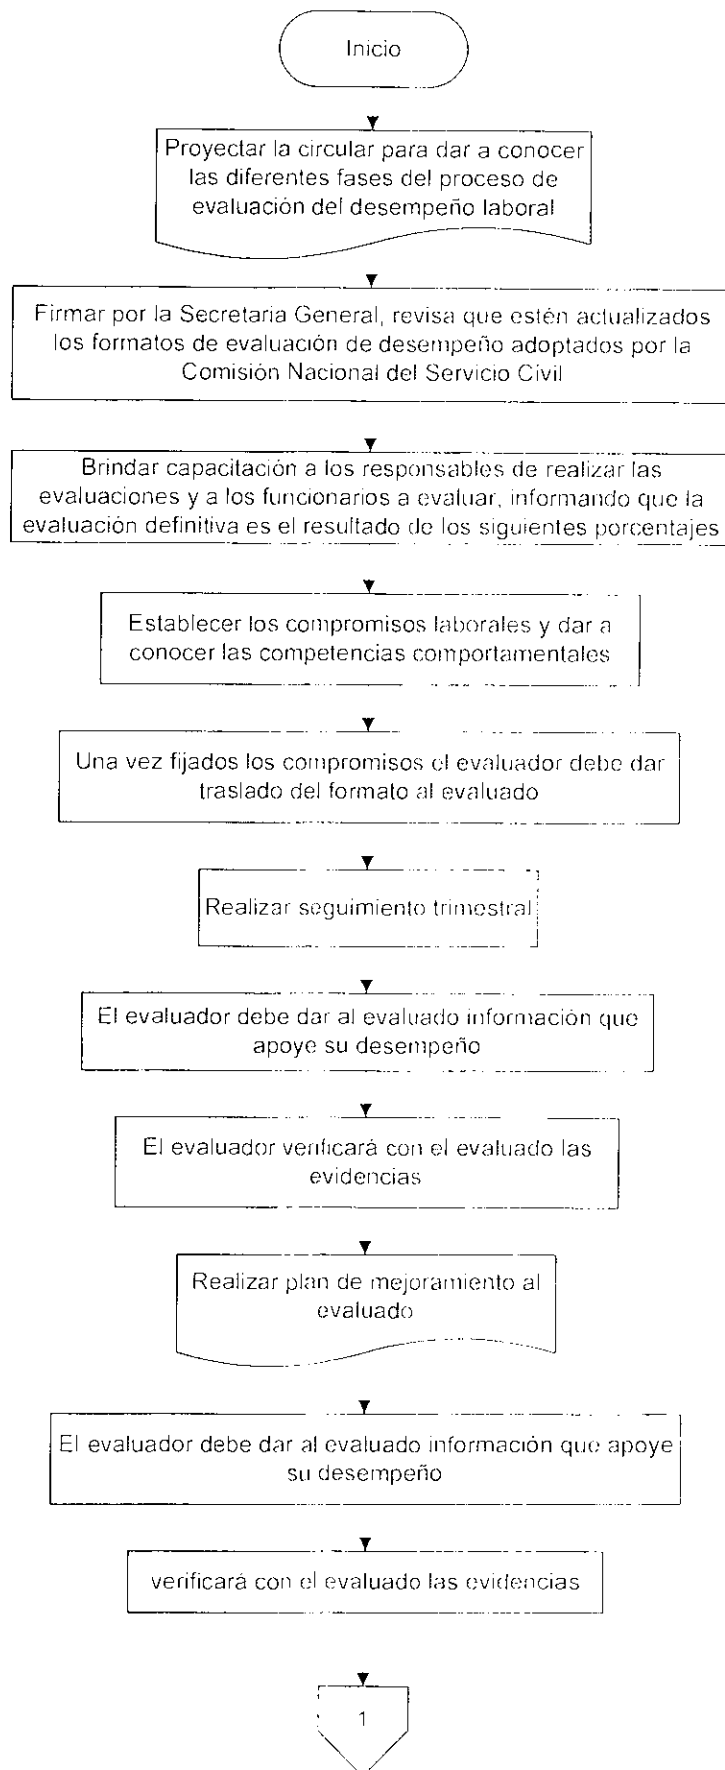 Inicio
Proyectar la circular para dar a conocer
las diferentes fases del proceso de
evaluación del desempeño laboral
Firmar por la Secretaria General, revisa que estén actualizados
los formatos de evaluación de desempeño adoptados por la
Comisión Nacional del Servicio Civil
Brindar capacitación a los responsables de realizar las
evaluaciones y a los funcionarios a evaluar, informando que la
evaluación definitiva es el resultado de los siguientes porcentajes
Establecer los compromisos laborales y dar a
conocer las competencias comportamentales
Una vez fijados los compromisos el evaluador debe dar
traslado del formato al evaluado
Realizar seguimiento trimestral
El evaluador debe dar al evaluado información que
apoye su desempeño
El evaluador verificará con el evaluado las
evidencias
Realizar plan de mejoramiento al
evaluado
El evaluador debe dar al evaluado información que apoye
su desempeño
verificará con el evaluado las evidencias
1